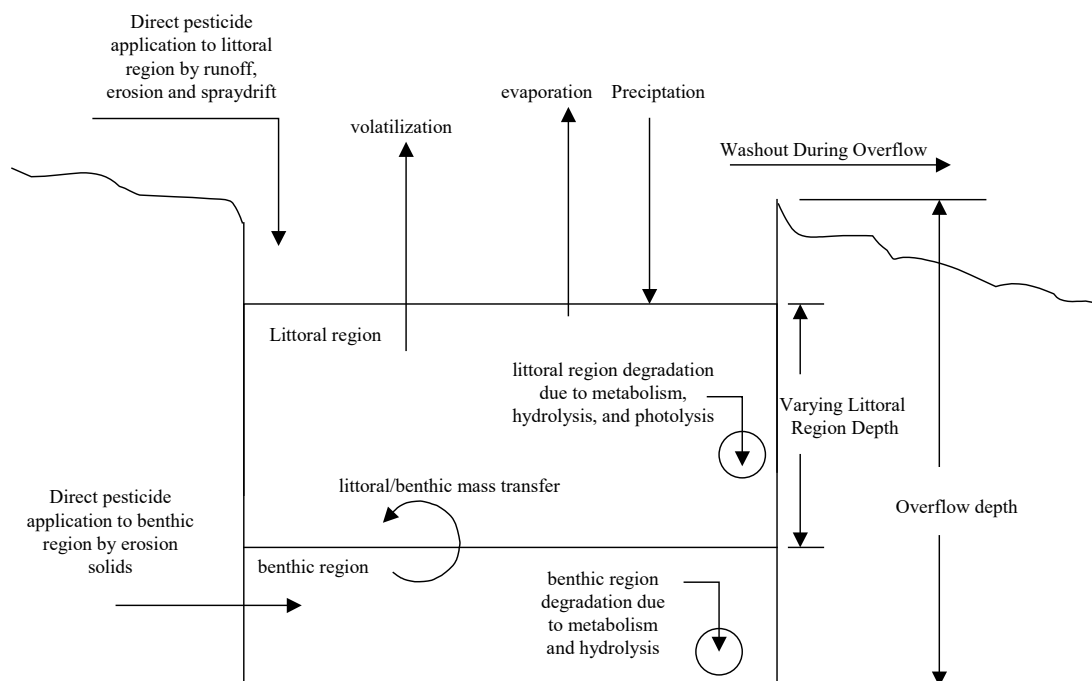 Direct pesticide
application to littoral
region by runoff,
erosion and spraydrift
volatilization
evaporation
Preciptation
Washout During Overflow
Littoral region
littoral region degradation
due to metabolism,
hydrolysis, and photolysis
Varying Littoral
Region Depth
Overflow depth
littoral/benthic mass transfer
Direct pesticide
application to benthic
region by erosion
solids
benthic region
benthic region
degradation due
to metabolism
and hydrolysis